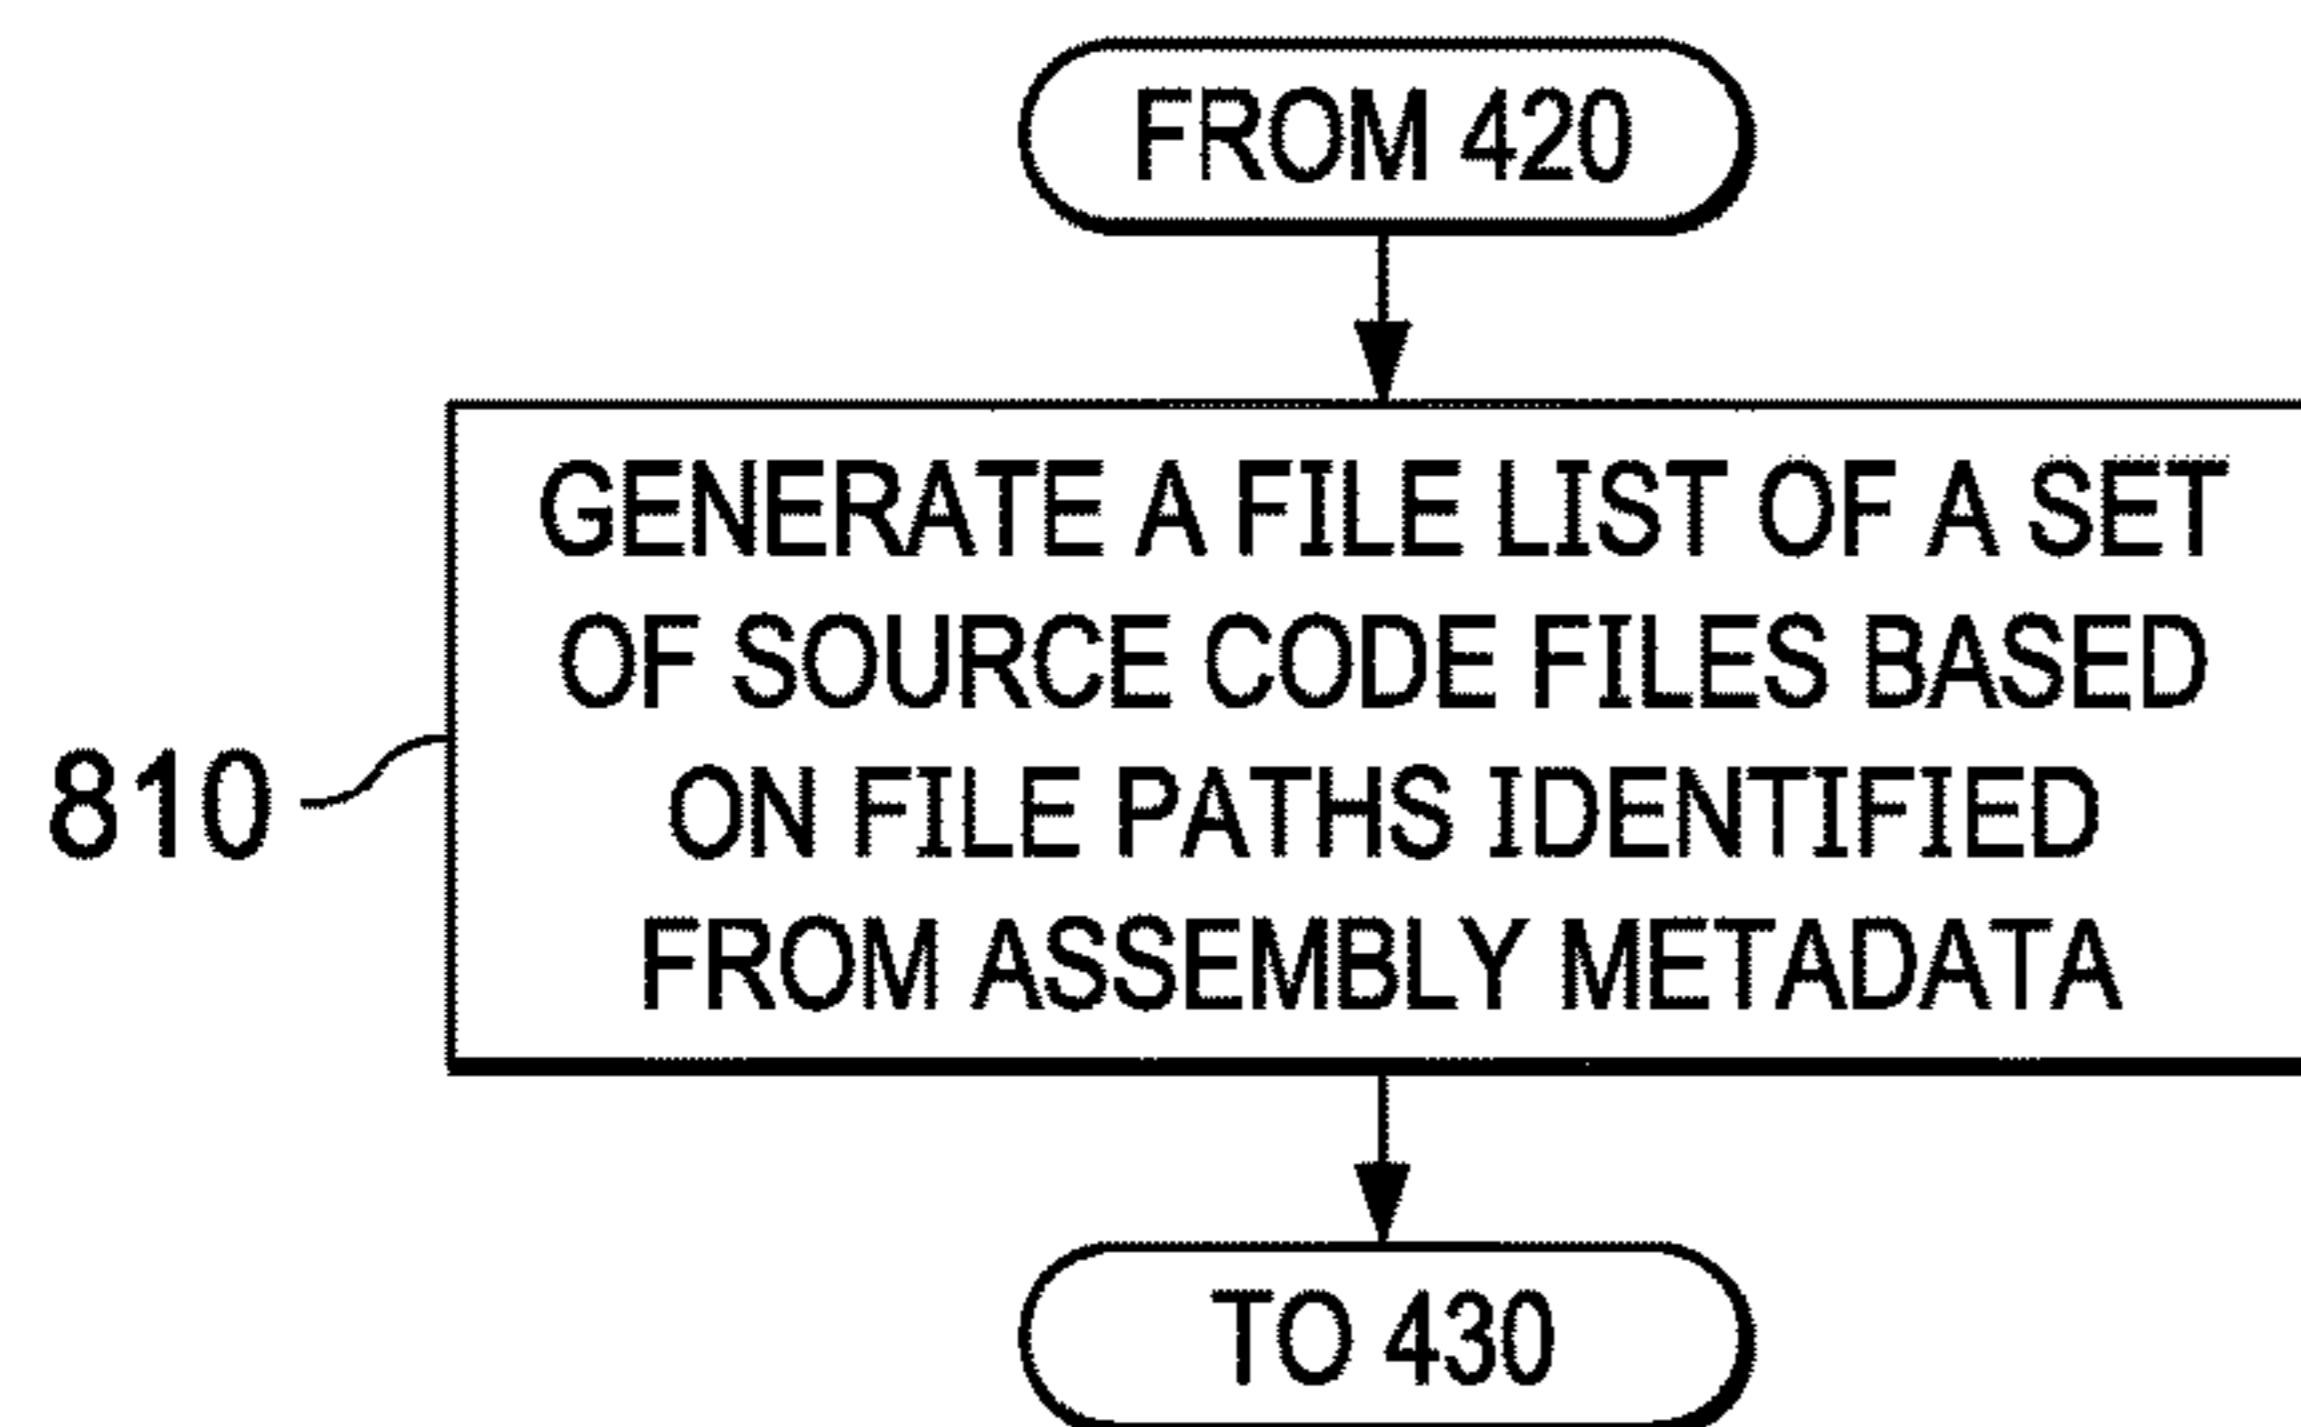 FROM 420
GENERATE A FILE LIST OF A SET
OF SOURCE CODE FILES BASED
ON FILE PATHS IDENTIFIED
FROM ASSEMBLY METADATA
810
TO 430